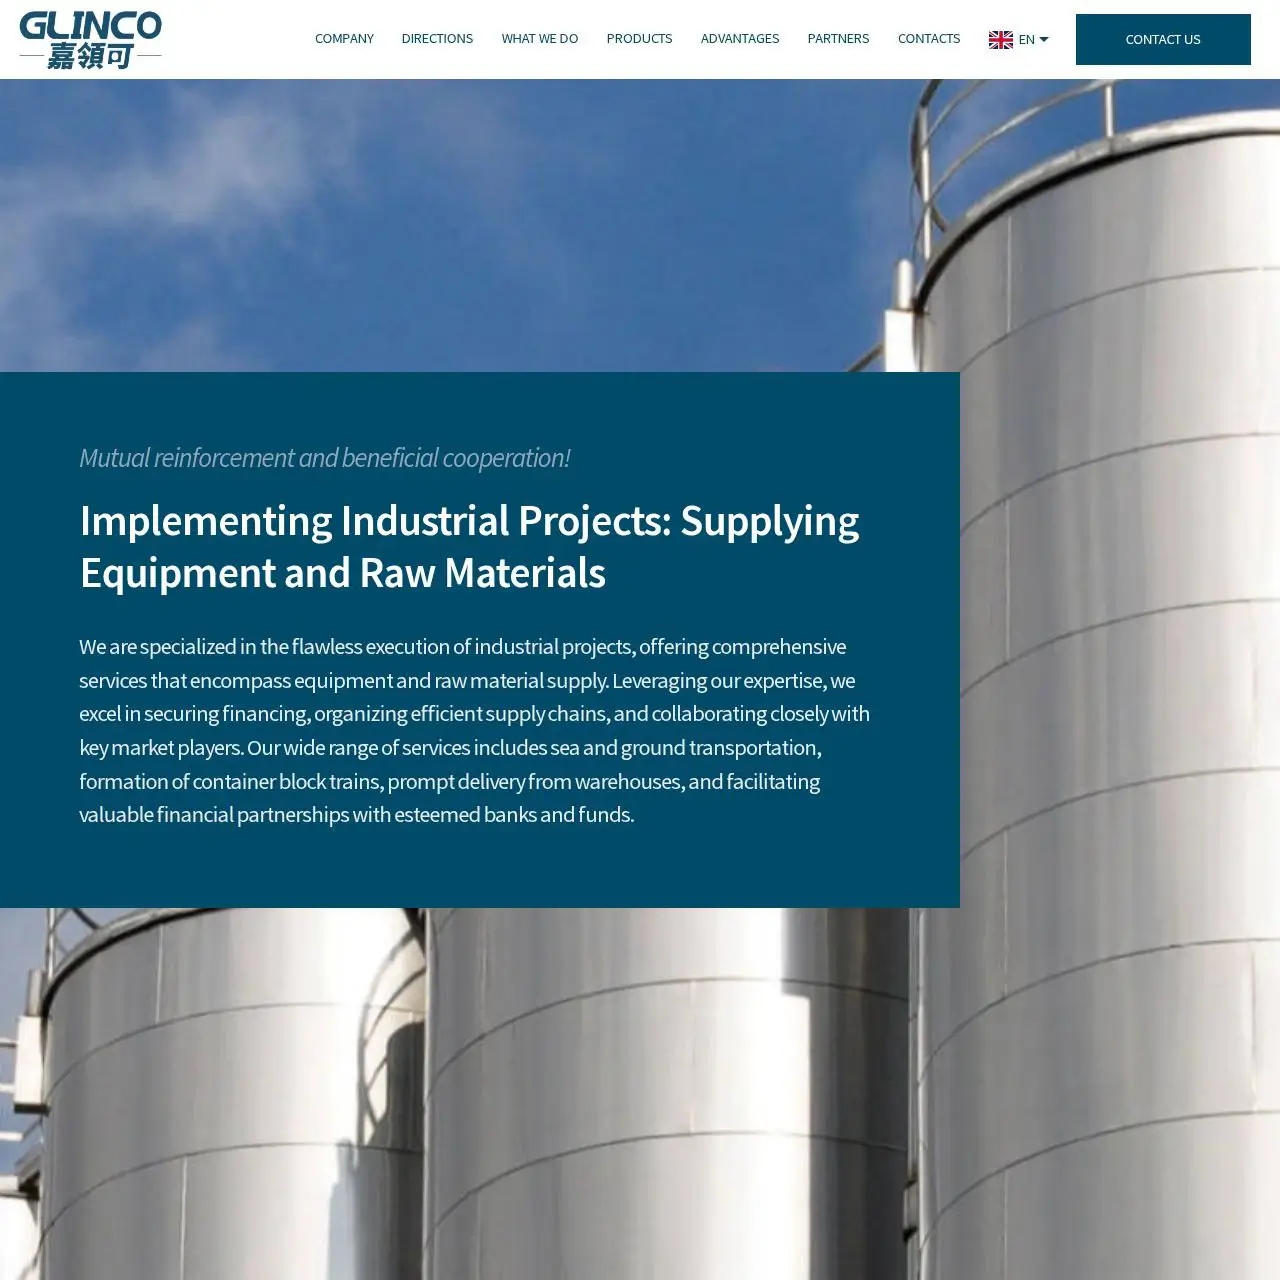 GLINCO
嘉領可
COMPANY DIRECTIONS WHAT WE DO PRODUCTS ADVANTAGES PARTNERS CONTACTS EN CONTACT US
Mutual reinforcement and beneficial cooperation!
Implementing Industrial Projects: Supplying
Equipment and Raw Materials
We are specialized in the flawless execution of industrial projects, offering comprehensive
services that encompass equipment and raw material supply. Leveraging our expertise, we
excel in securing financing, organizing efficient supply chains, and collaborating closely with
key market players. Our wide range of services includes sea and ground transportation,
formation of container block trains, prompt delivery from warehouses, and facilitating
valuable financial partnerships with esteemed banks and funds.